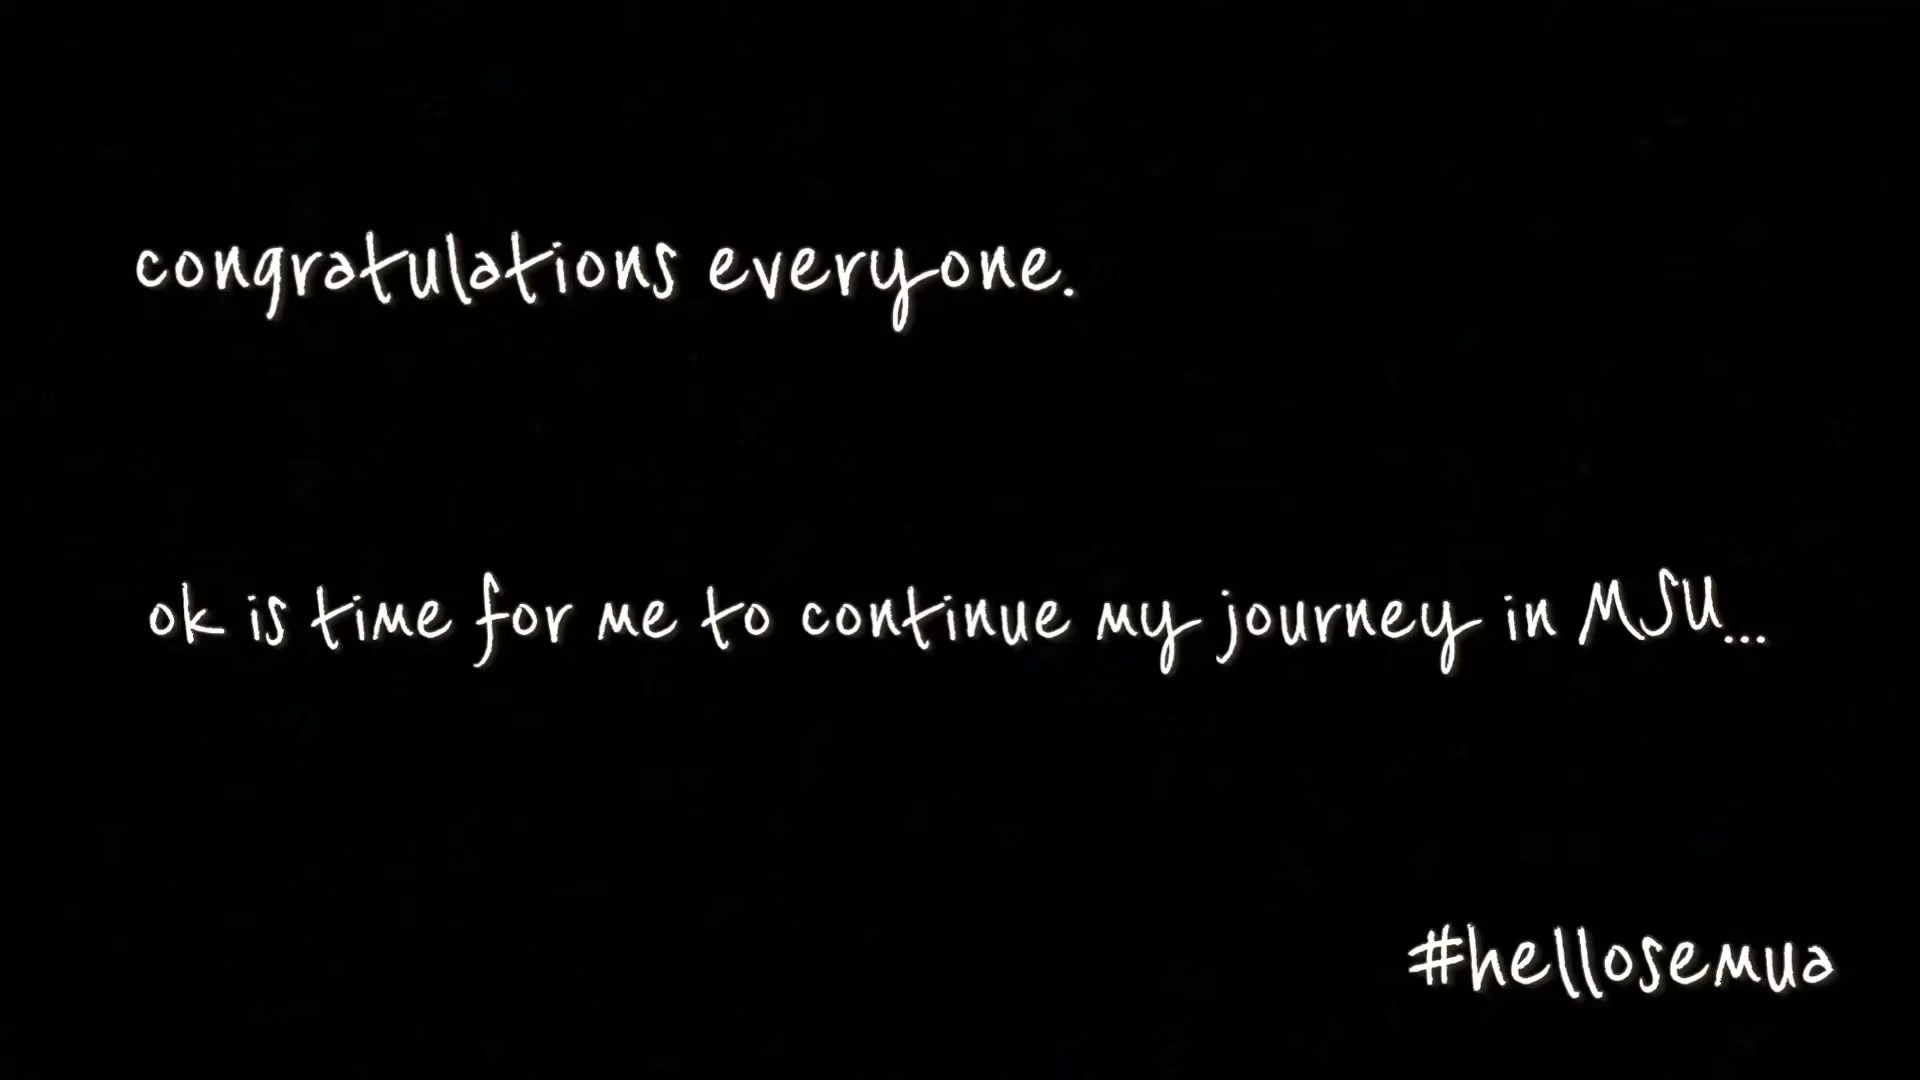 congratulations everyone.
ok is time for me to continue my journey in MSU...
#hellosemua